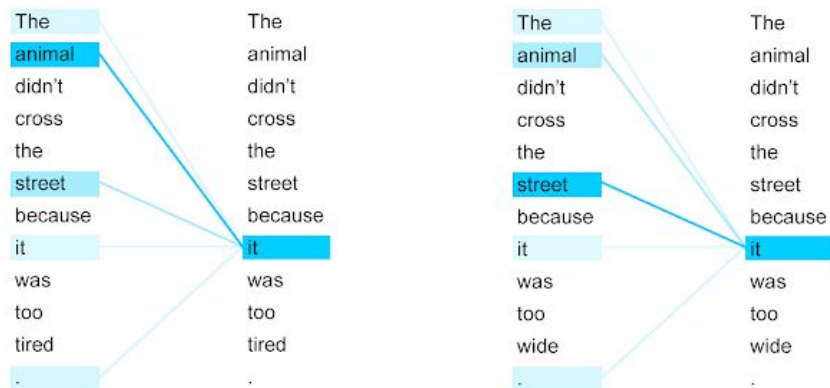 The The The The
animal animal animal animal
didn't didn't didn't didn't
cross cross cross cross
the the the the
street street street street
because because because because
it it it it
was was was was
too too too too
tired tired wide wide
. . . .